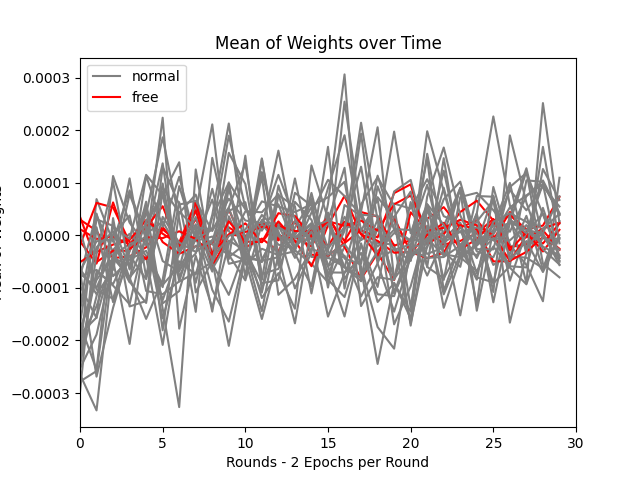 Mean of Weights over Time
normal
free
0.0003
0.0002
0.0001
0.0000
−0.0001
−0.0002
−0.0003
0 5 10 15 20 25 30
Rounds - 2 Epochs per Round